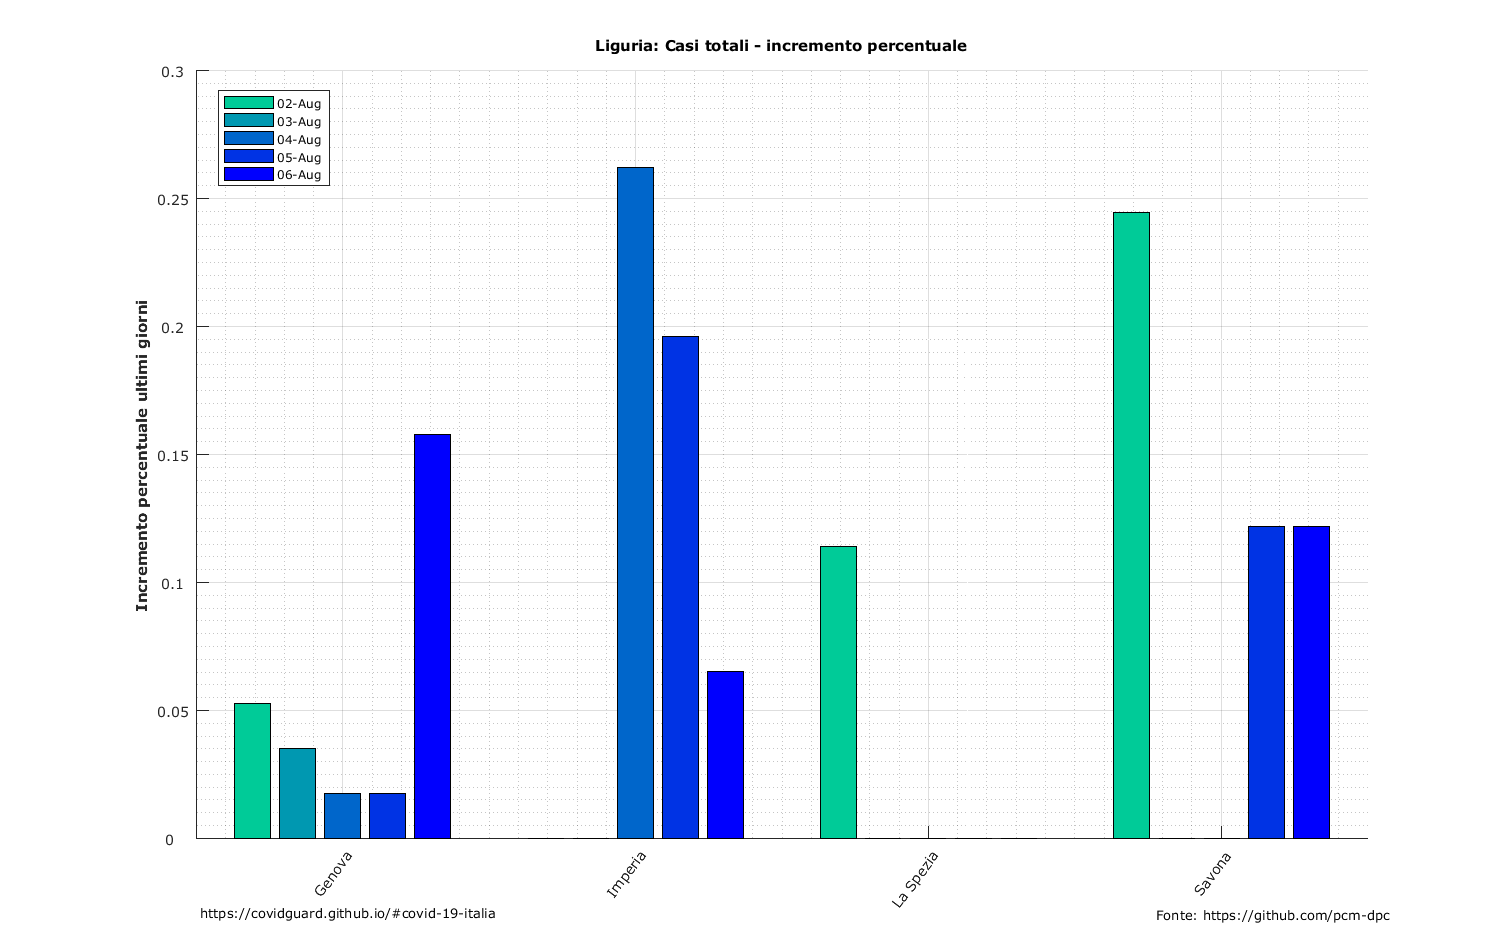 Liguria: Casi totali - incremento percentuale
0.3
0.25
0.2
0.15
0.1
0.05
0
Incremento percentuale ultimi giorni
02-Aug
03-Aug
04-Aug
05-Aug
06-Aug
Genova
Imperia
La Spezia
Savona
https://covidguard.github.io/#covid-19-italia
Fonte: https://github.com/pcm-dpc